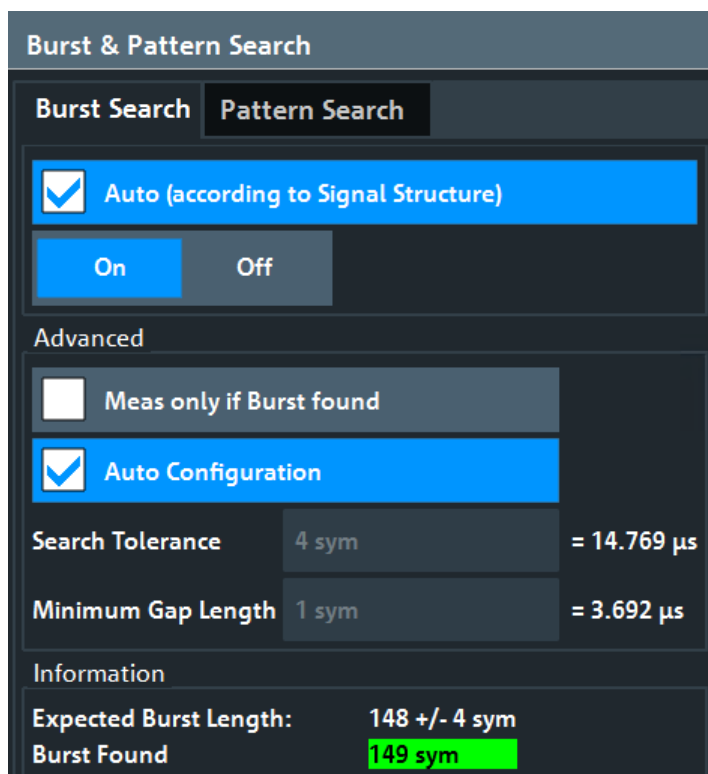 Burst & Pattern Search
Burst Search Pattern Search
Auto (according to Signal Structure)
On Off
Advanced
Meas only if Burst found
Auto Configuration
Search Tolerance 4 sym = 14.769 µs
Minimum Gap Length 1 sym = 3.692 µs
Information
Expected Burst Length: 148 +/- 4 sym
Burst Found 149 sym